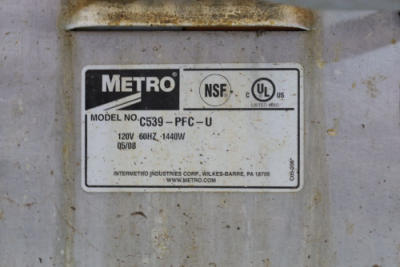 METRO®
NSF®
C UL® US
LISTED
MODEL NO. C539-PFC-U
120V 60HZ 1440W
05/08
INTERMETRO INDUSTRIES CORP., WILKES-BARRE, PA 18705
WWW.METRO.COM